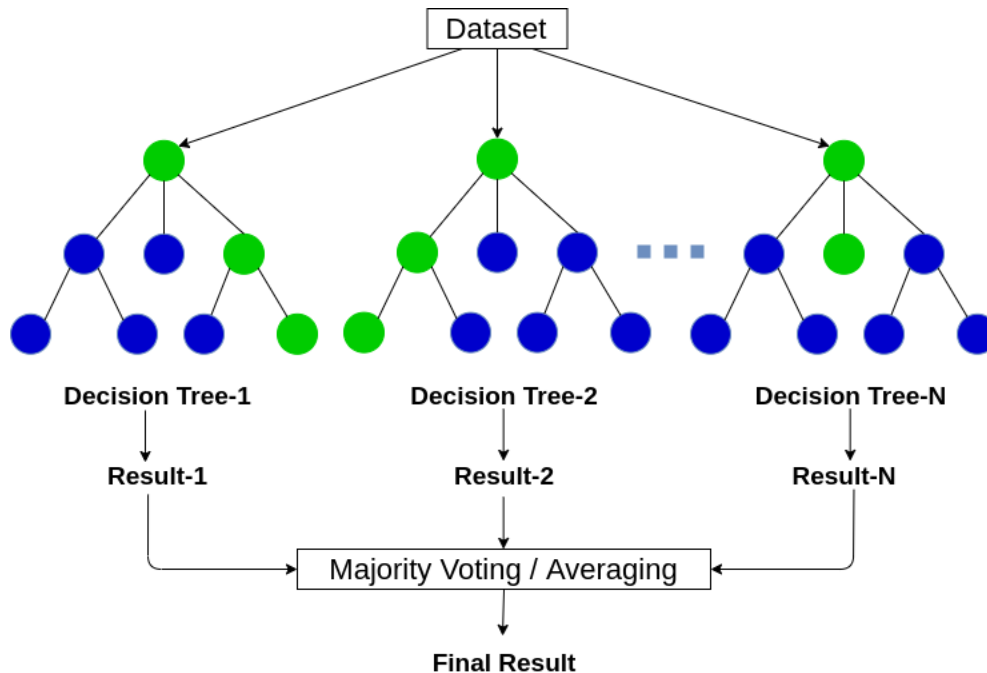 Dataset
Decision Tree-1
Decision Tree-2
Decision Tree-N
Result-1
Result-2
Result-N
Majority Voting / Averaging
Final Result